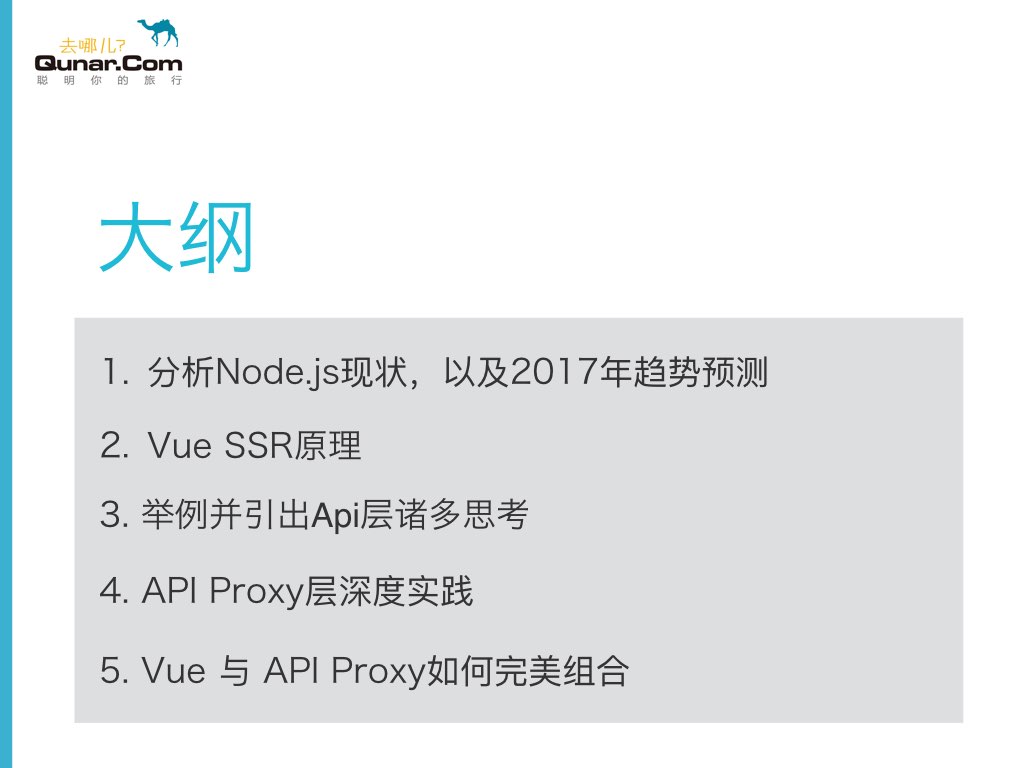 去哪儿?
Qunar.Com
聪明你的旅行
大纲
1. 分析Node.js现状，以及2017年趋势预测
2. Vue SSR原理
3. 举例并引出Api层诸多思考
4. API Proxy层深度实践
5. Vue 与 API Proxy如何完美组合